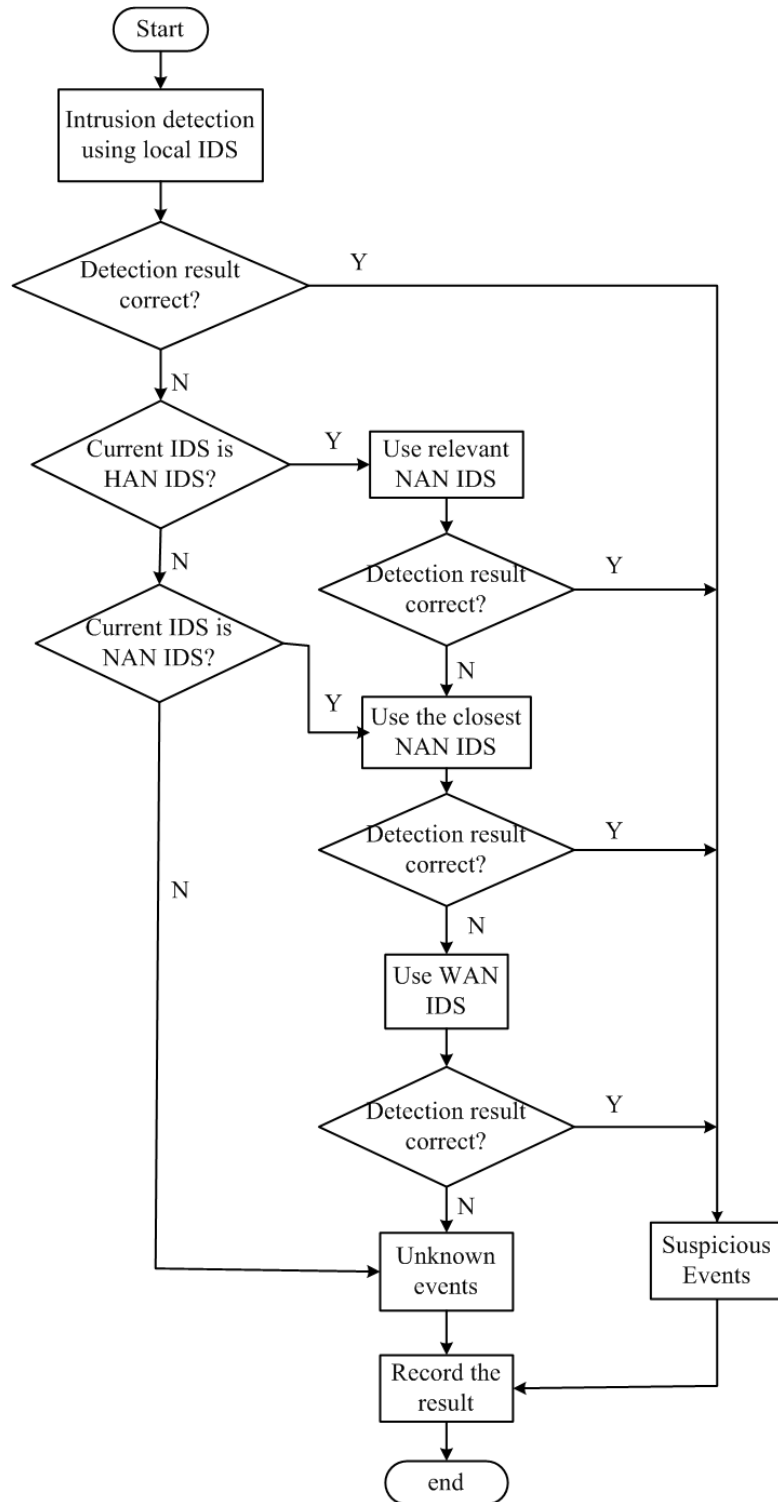 Start
Intrusion detection
using local IDS
Detection result
correct?
Y
N
Current IDS is
HAN IDS?
Y
Use relevant
NAN IDS
N
Detection result
correct?
Y
Current IDS is
NAN IDS?
N
Y
Use the closest
NAN IDS
Detection result
correct?
Y
N
N
Use WAN
IDS
Detection result
correct?
Y
N
Unknown
events
Suspicious
Events
Record the
result
end